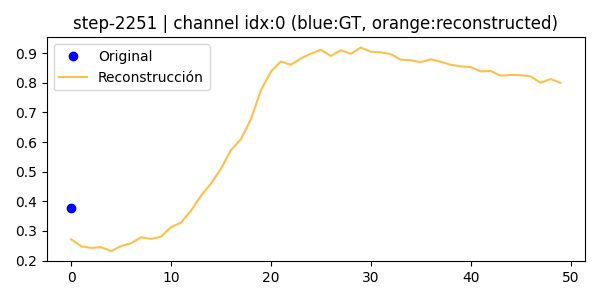 step-2251 | channel idx:0 (blue:GT, orange:reconstructed)
Original
Reconstrucción
0.9
0.8
0.7
0.6
0.5
0.4
0.3
0.2
0 10 20 30 40 50